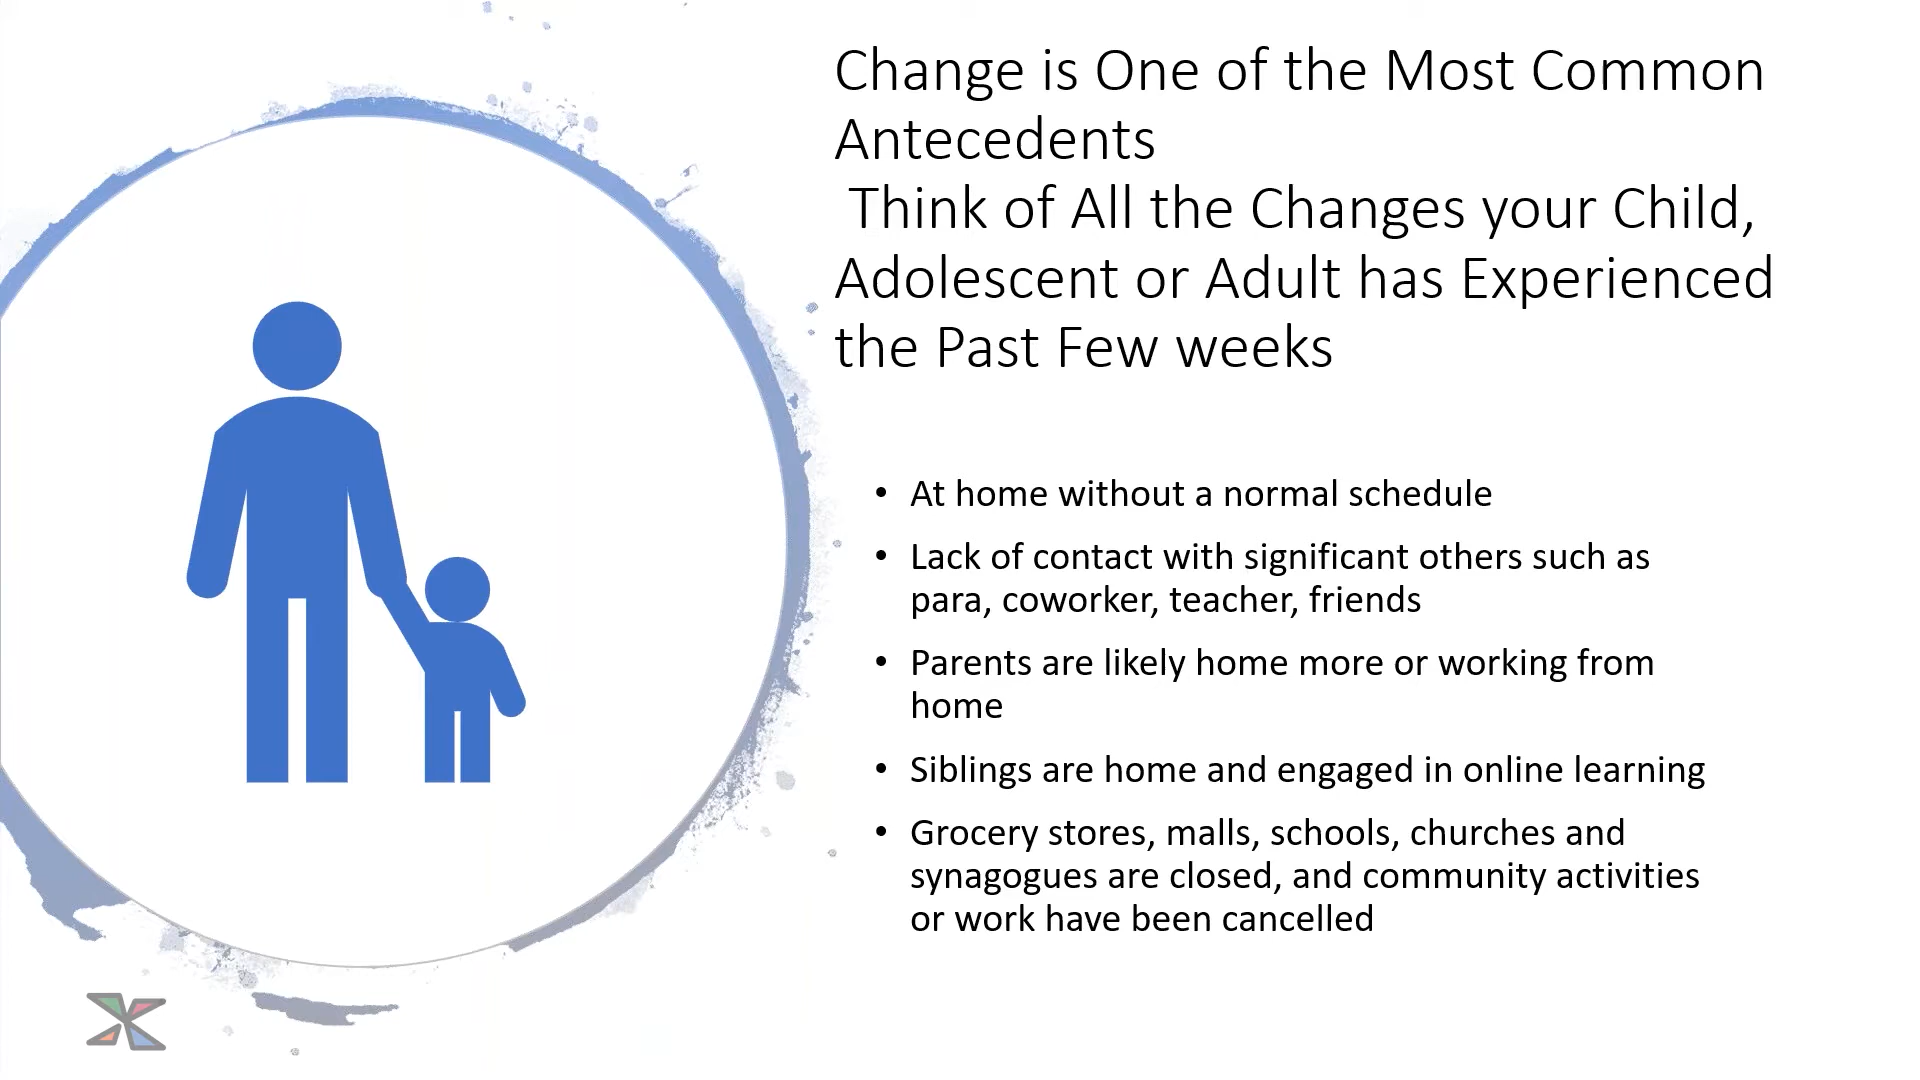 Change is One of the Most Common
Antecedents
Think of All the Changes your Child,
Adolescent or Adult has Experienced
the Past Few weeks
• At home without a normal schedule
• Lack of contact with significant others such as
para, coworker, teacher, friends
• Parents are likely home more or working from
home
• Siblings are home and engaged in online learning
• Grocery stores, malls, schools, churches and
synagogues are closed, and community activities
or work have been cancelled